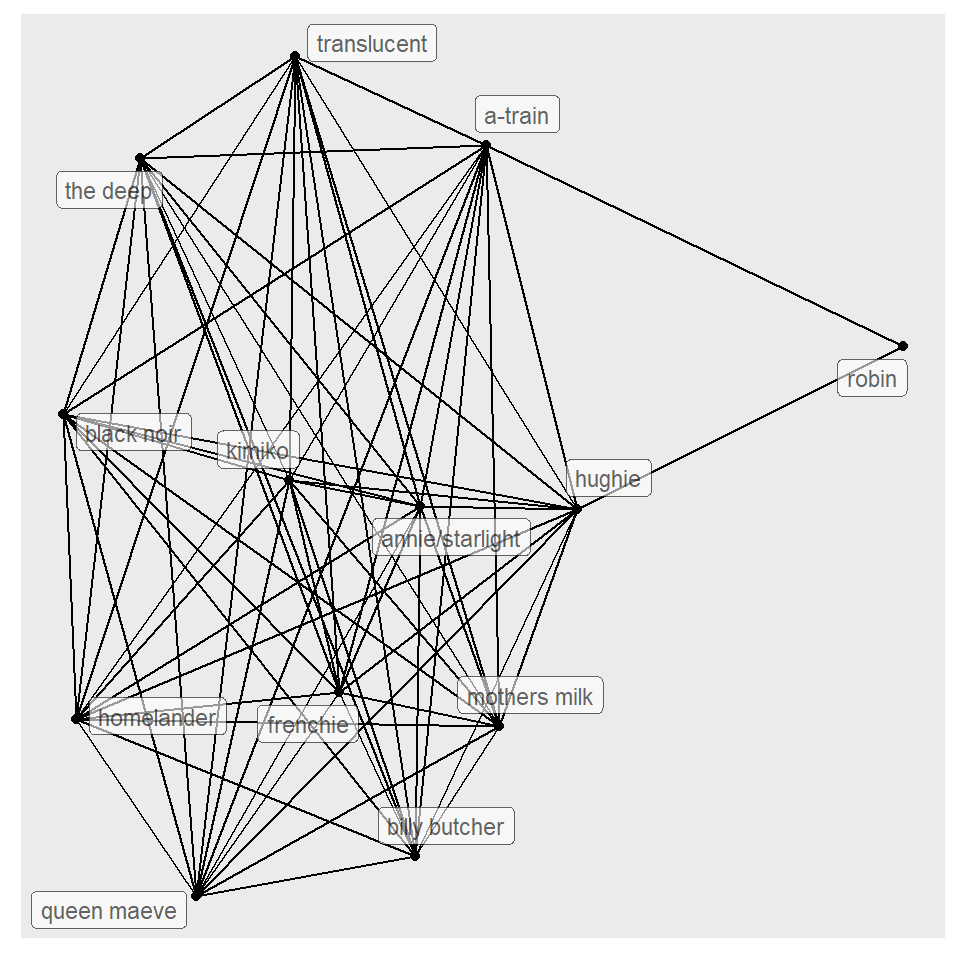 translucent
a-train
the deep
robin
black noir
kimiko
hughie
annie/starlight
mothers milk
homelander
frenchie
billy butcher
queen maeve